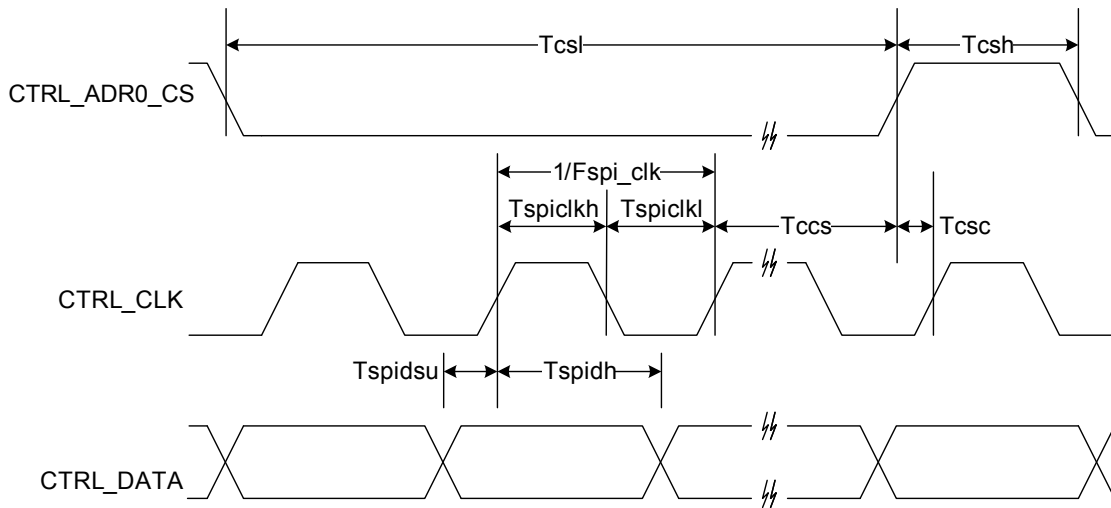 Tcsl
Tcsh
CTRL_ADR0_CS
1/Fspi_clk
Tspiclkh
Tspiclkl
Tccs
Tcsc
CTRL_CLK
Tspidsu
Tspidh
CTRL_DATA